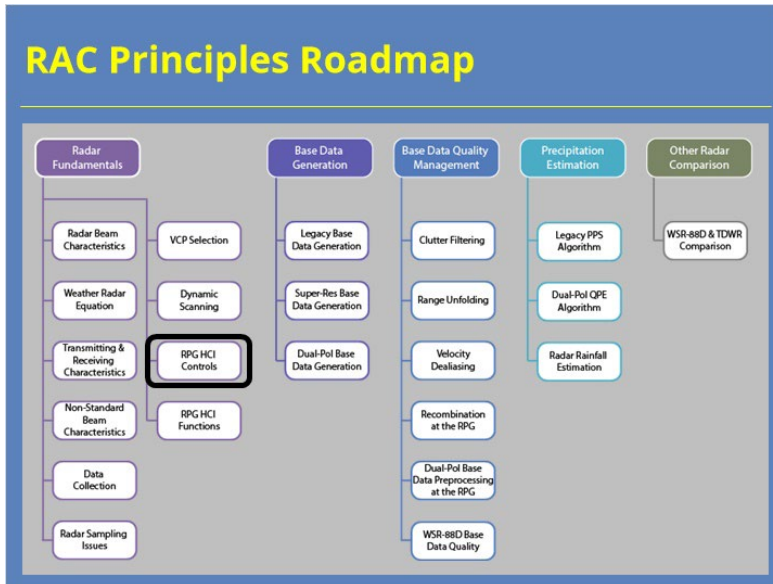 RAC Principles Roadmap
Radar
Fundamentals
Radar Beam
Characteristics
Weather Radar
Equation
Transmitting &
Receiving
Characteristics
Non-Standard
Beam
Characteristics
Data
Collection
Radar Sampling
Issues
VCP Selection
Dynamic
Scanning
RPG HCI
Controls
RPG HCI
Functions
Base Data
Generation
Legacy Base
Data Generation
Super-Res Base
Data Generation
Dual-Pol Base
Data Generation
Base Data Quality
Management
Clutter Filtering
Range Unfolding
Velocity
Dealiasing
Recombination
at the RPG
Dual-Pol Base
Data Preprocessing
at the RPG
WSR-88D Base
Data Quality
Precipitation
Estimation
Legacy PPS
Algorithm
Dual-Pol QPE
Algorithm
Radar Rainfall
Estimation
Other Radar
Comparison
WSR-88D & TDWR
Comparison